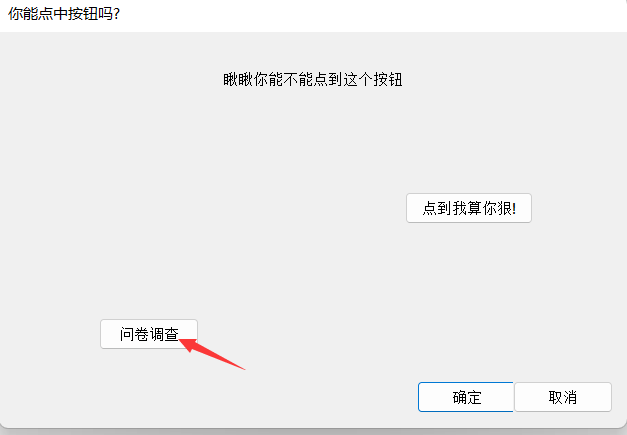 你能点中按钮吗?
瞅瞅你能不能点到这个按钮
点到我算你狠!
问卷调查
确定
取消